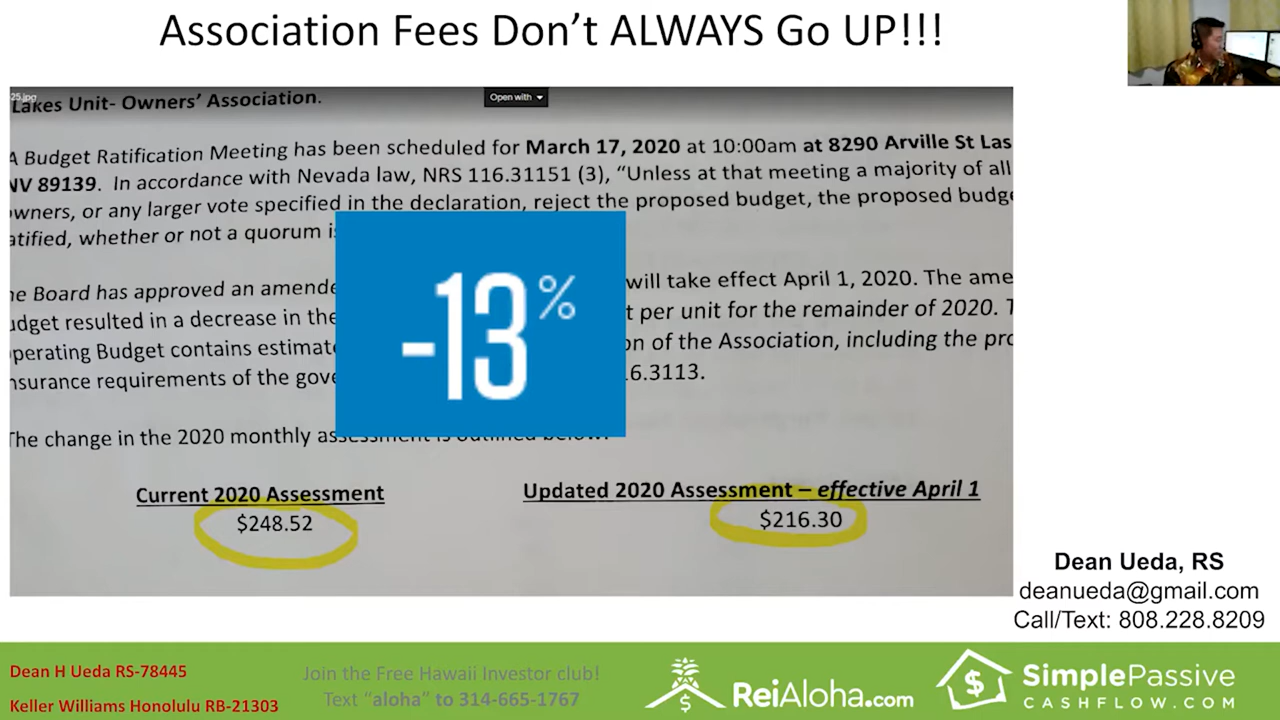 Association Fees Don’t ALWAYS Go UP!!!
25.jpg
Open with
Lakes Unit- Owners’ Association.
A Budget Ratification Meeting has been scheduled for March 17, 2020 at 10:00am at 8290 Arville St Las
NV 89139. In accordance with Nevada law, NRS 116.31151 (3), “Unless at that meeting a majority of all
owners, or any larger vote specified in the declaration, reject the proposed budget, the proposed budge
atified, whether or not a quorum is
-13%
he Board has approved an amende will take effect April 1, 2020. The ame
udget resulted in a decrease in the t per unit for the remainder of 2020.
perating Budget contains estimate on of the Association, including the pro
nsurance requirements of the gove 16.3113.
The change in the 2020 monthly assessment is outlined below.
Current 2020 Assessment Updated 2020 Assessment – effective April 1
$248.52 $216.30
Dean Ueda, RS
deanueda@gmail.com
Call/Text: 808.228.8209
Dean H Ueda RS-78445
Keller Williams Honolulu RB-21303
Join the Free Hawaii Investor club!
Text “aloha” to 314-665-1767
ReiAloha.com
SimplePassive
CASHFLOW.COM